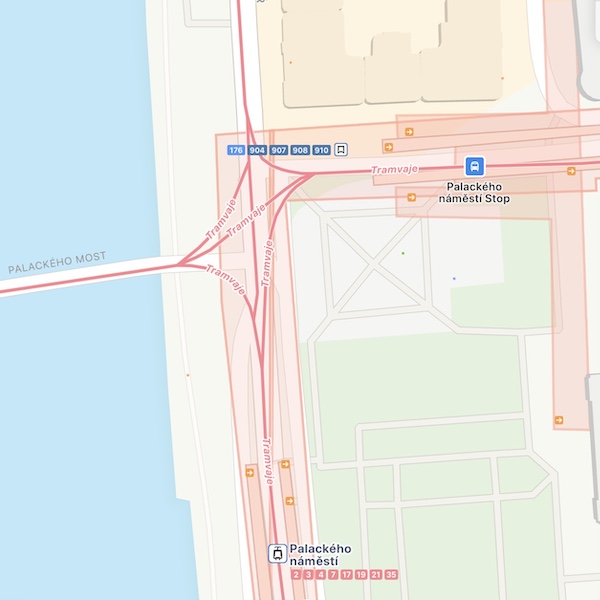 176 904 907 908 910
Tramvaje
Palackého
náměstí Stop
Tramvaje
Tramvaje
Tramvaje
PALACKÉHO MOST
Tramvaje
Tramvaje
Palackého
náměstí
2 3 4 7 17 19 21 35